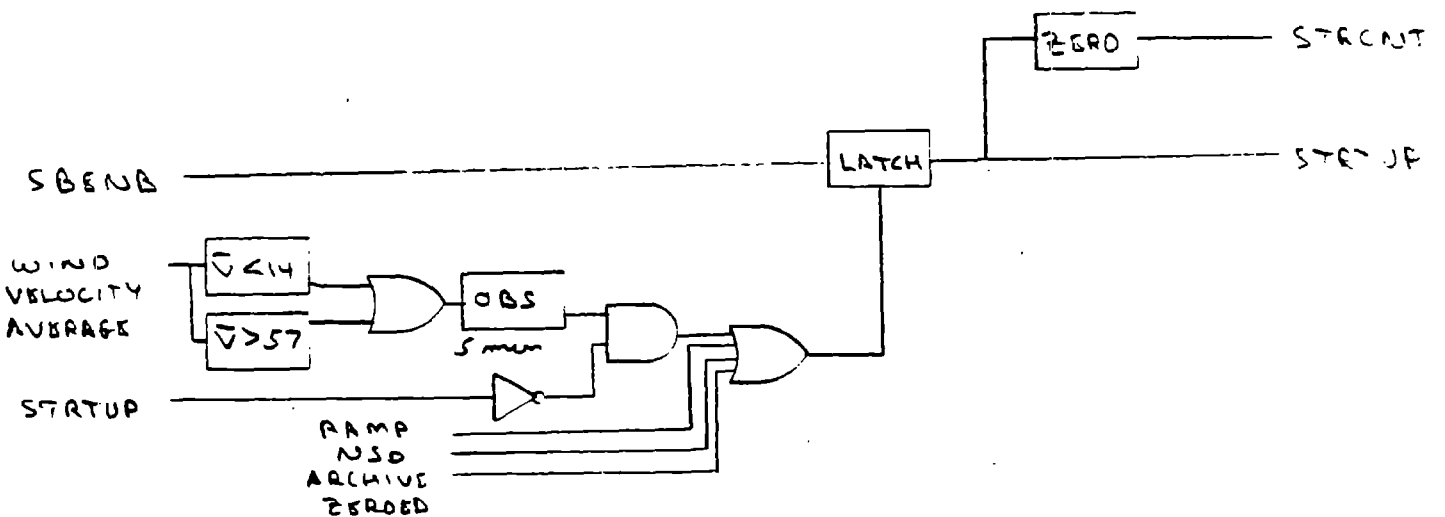 ZERO
STRCNT
LATCH
SBENB
WIND
VELOCITY
AVERAGE
V̄<14
V̄>57
OBS
5 min
STRTUP
RAMP
NSD
ARCHIVE
ZEROED